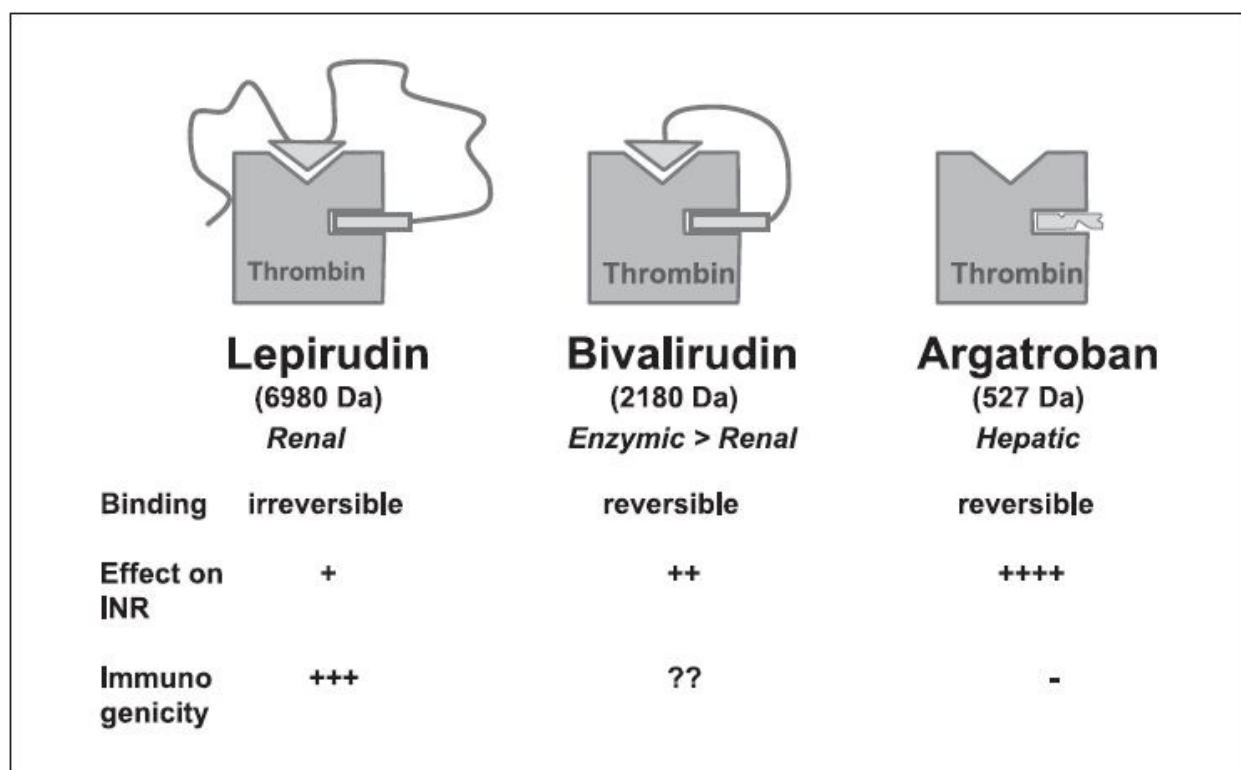 Thrombin Thrombin Thrombin
Lepirudin Bivalirudin Argatroban
(6980 Da) (2180 Da) (527 Da)
Renal Enzymic > Renal Hepatic
Binding irreversible reversible reversible
Effect on + ++ ++++
INR
Immuno +++ ?? -
genicity